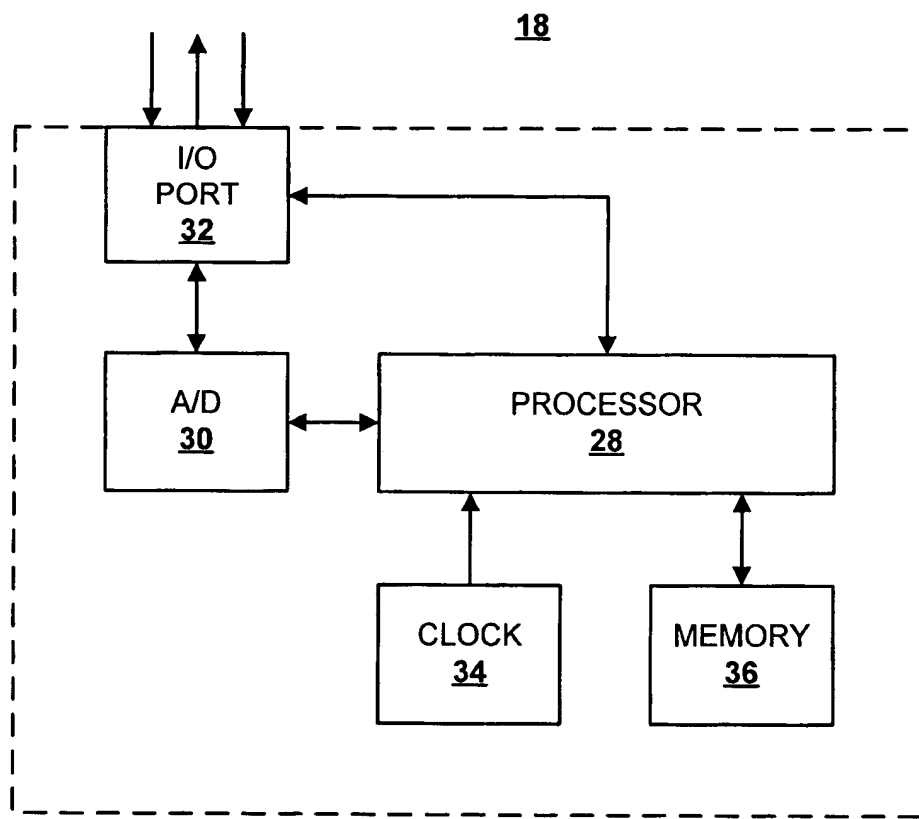 18
I/O
PORT
32
A/D
30
PROCESSOR
28
CLOCK
34
MEMORY
36